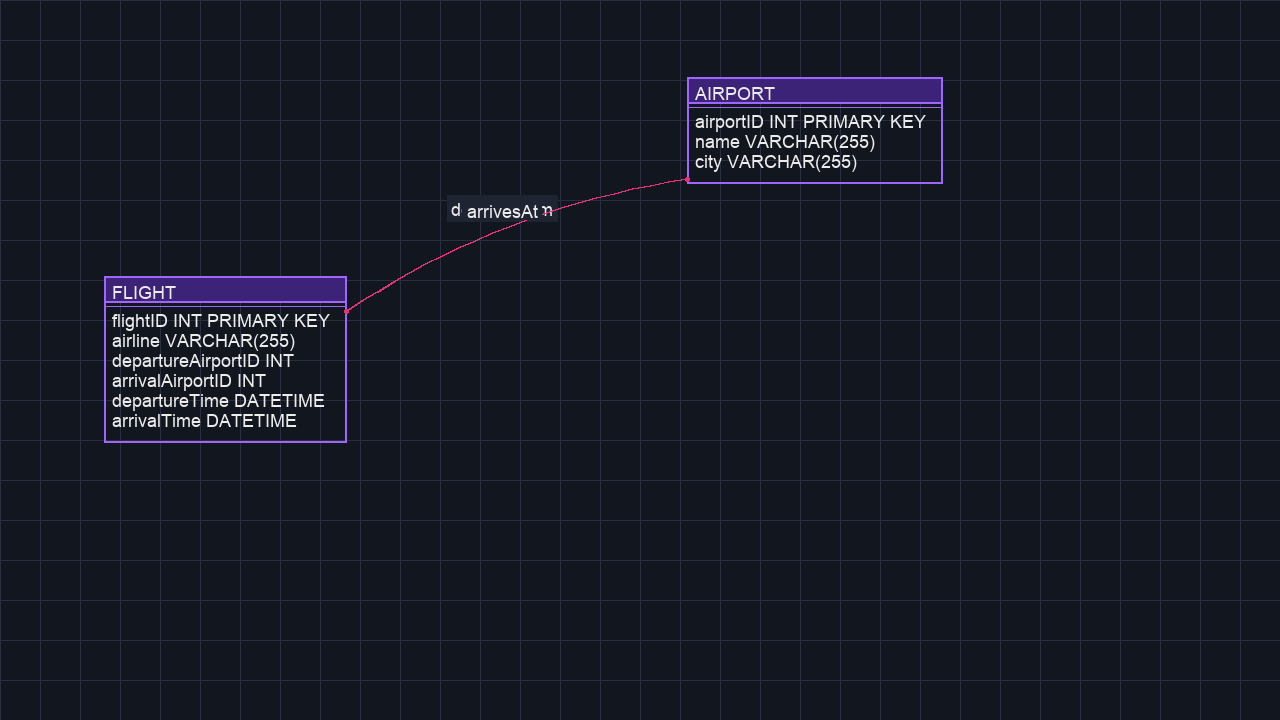 AIRPORT
airportID INT PRIMARY KEY
name VARCHAR(255)
city VARCHAR(255)
arrivesAt
FLIGHT
flightID INT PRIMARY KEY
airline VARCHAR(255)
departureAirportID INT
arrivalAirportID INT
departureTime DATETIME
arrivalTime DATETIME